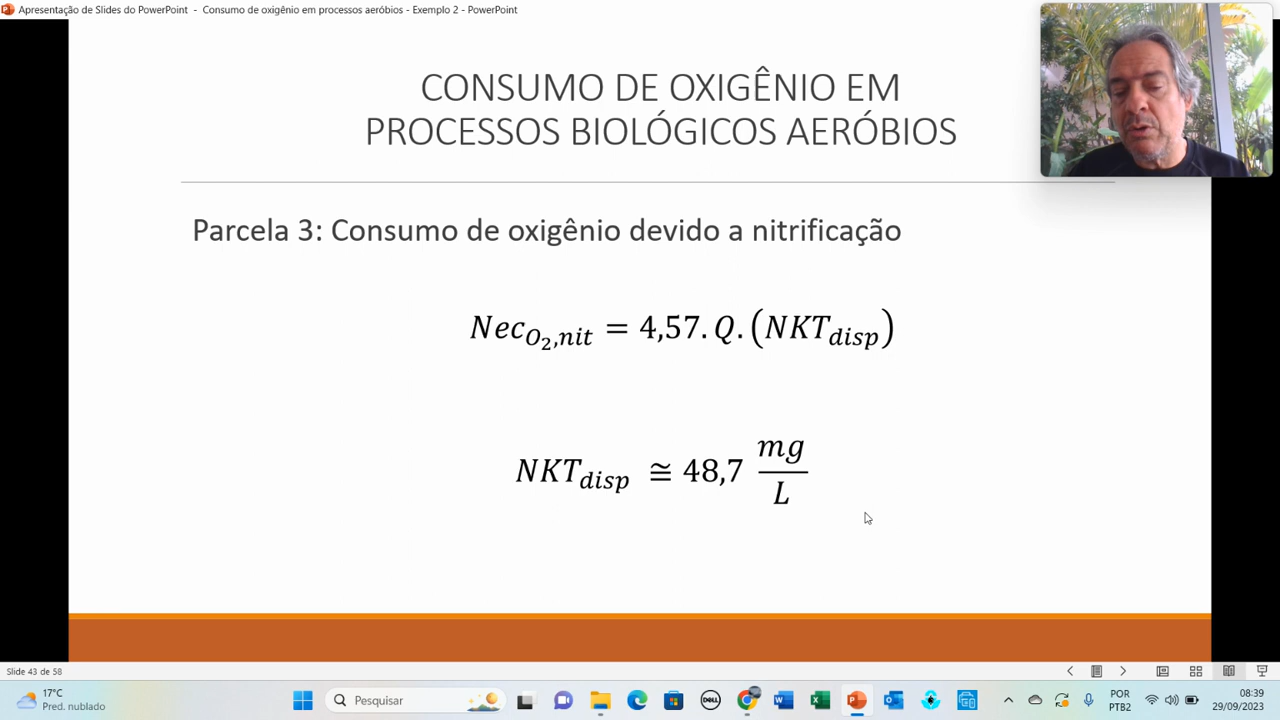 Apresentação de Slides do PowerPoint - Consumo de oxigênio em processos aeróbios - Exemplo 2 - PowerPoint
CONSUMO DE OXIGÊNIO EM
PROCESSOS BIOLÓGICOS AERÓBIOS
Parcela 3: Consumo de oxigênio devido a nitrificação
Nec_{O_2,nit} = 4,57. Q. (NKT_{disp})
NKT_{disp} ≅ 48,7 mg/L
Slide 43 de 58
17°C
Pred. nublado
Pesquisar
DELL
POR
PTB2
08:39
29/09/2023